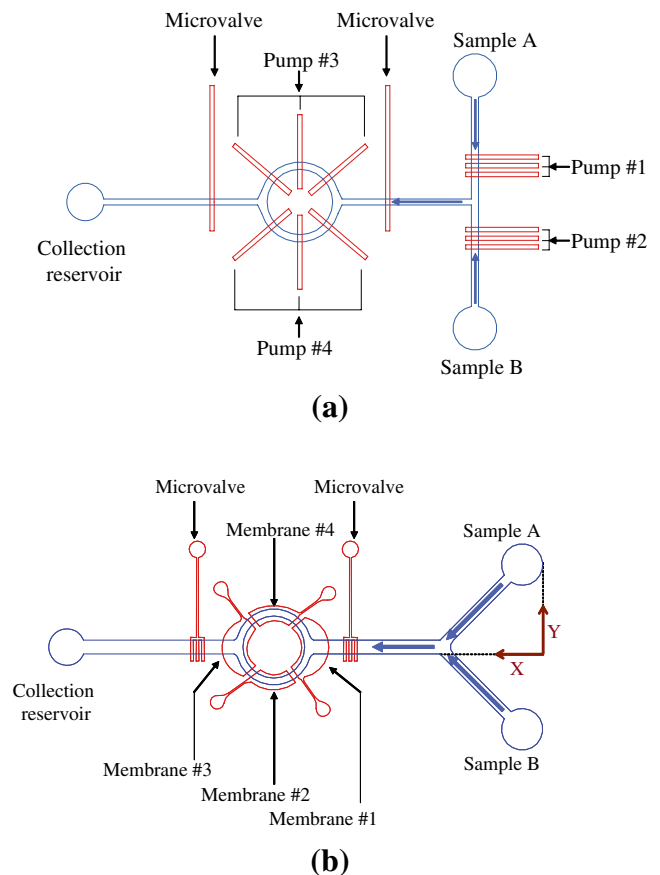 Microvalve
Microvalve
Sample A
Pump #3
Pump #1
Pump #2
Collection
reservoir
Pump #4
Sample B
(a)
Microvalve
Microvalve
Membrane #4
Sample A
Y
X
Collection
reservoir
Membrane #3
Membrane #2
Membrane #1
Sample B
(b)